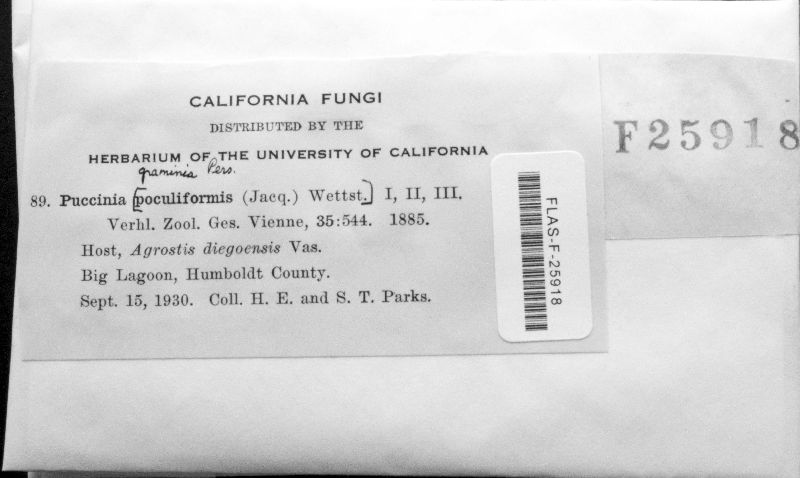 CALIFORNIA FUNGI
DISTRIBUTED BY THE
HERBARIUM OF THE UNIVERSITY OF CALIFORNIA
graminis Pers.
89. Puccinia [poculiformis (Jacq.) Wettst.] I, II, III.
Verhl. Zool. Ges. Vienne, 35:544. 1885.
Host, Agrostis diegoensis Vas.
Big Lagoon, Humboldt County.
Sept. 15, 1930. Coll. H. E. and S. T. Parks.
F25918
FLAS-F-25918